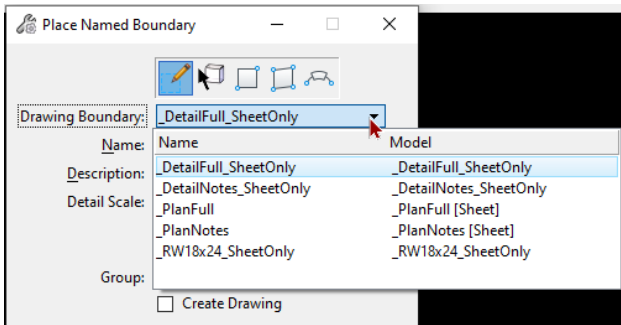 Place Named Boundary
Drawing Boundary: _DetailFull_SheetOnly
Name: Name Model
_DetailFull_SheetOnly _DetailFull_SheetOnly
Description: _DetailNotes_SheetOnly _DetailNotes_SheetOnly
Detail Scale: _PlanFull _PlanFull [Sheet]
_PlanNotes _PlanNotes [Sheet]
_RW18x24_SheetOnly _RW18x24_SheetOnly
Group:
Create Drawing